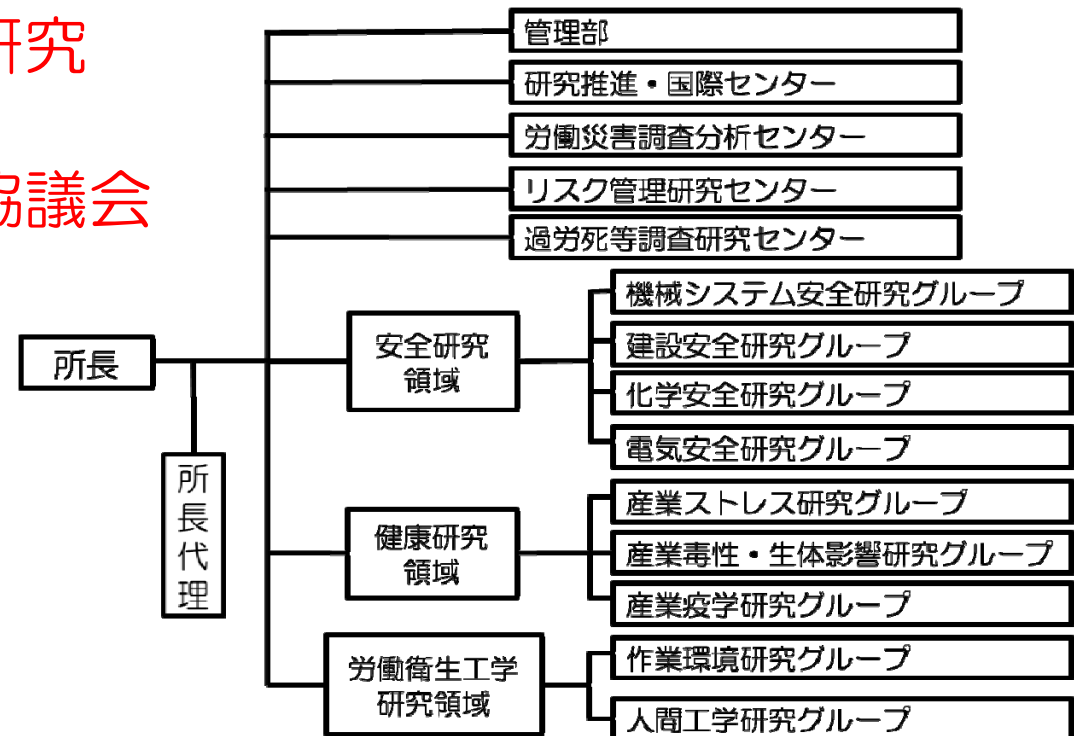 研究
協議会
管理部
研究推進・国際センター
労働災害調査分析センター
リスク管理研究センター
過労死等調査研究センター
所長
所長代理
安全研究
領域
機械システム安全研究グループ
建設安全研究グループ
化学安全研究グループ
電気安全研究グループ
健康研究
領域
産業ストレス研究グループ
産業毒性・生体影響研究グループ
産業疫学研究グループ
労働衛生工学
研究領域
作業環境研究グループ
人間工学研究グループ